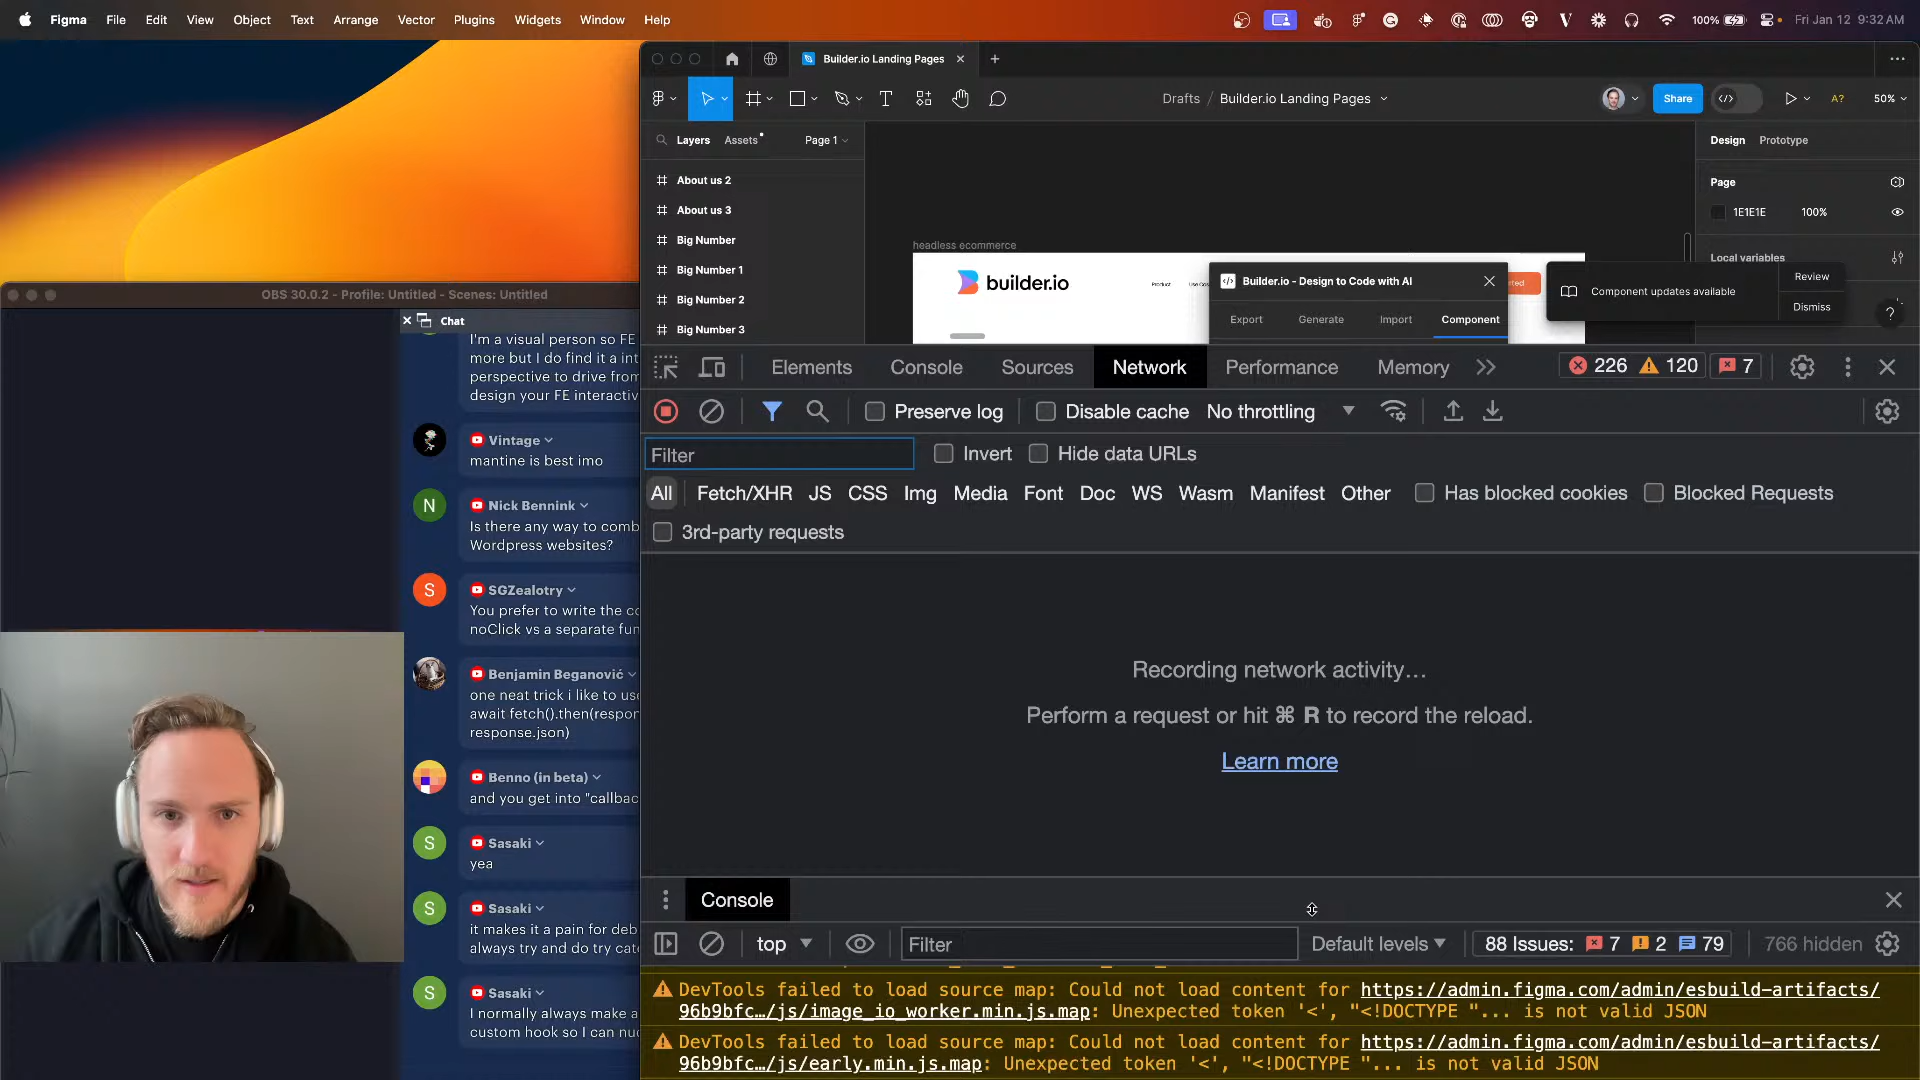 Figma File Edit View Object Text Arrange Vector Plugins Widgets Window Help
100% Fri Jan 12 9:32 AM
Builder.io Landing Pages
Drafts / Builder.io Landing Pages
Share
A?
50%
Layers Assets Page 1
Design Prototype
About us 2
About us 3
Big Number
Big Number 1
Big Number 2
Big Number 3
Page
1E1E1E 100%
Local variables
headless ecommerce
builder.io
Product
Builder.io - Design to Code with AI
Export Generate Import Component
Component updates available
Review
Dismiss
?
OBS 30.0.2 - Profile: Untitled - Scenes: Untitled
Chat
I'm a visual person so FE
more but I do find it a int
perspective to drive from
design your FE interactiv
Vintage
mantine is best imo
N
Nick Bennink
Is there any way to comb
Wordpress websites?
S
SGZealotry
You prefer to write the co
noClick vs a separate fun
Benjamin Beganović
one neat trick i like to use
await fetch().then(respon
response.json)
Benno (in beta)
and you get into "callbac
S
Sasaki
yea
S
Sasaki
it makes it a pain for deb
always try and do try cate
S
Sasaki
I normally always make a
custom hook so I can nuc
Elements Console Sources Network Performance Memory
226 120 7
Preserve log Disable cache No throttling
Filter
Invert Hide data URLs
All Fetch/XHR JS CSS Img Media Font Doc WS Wasm Manifest Other Has blocked cookies Blocked Requests
3rd-party requests
Recording network activity…
Perform a request or hit ⌘ R to record the reload.
Learn more
Console
top Filter Default levels 88 Issues: 7 2 79 766 hidden
DevTools failed to load source map: Could not load content for https://admin.figma.com/admin/esbuild-artifacts/
96b9bfc…/js/image_io_worker.min.js.map: Unexpected token '<', "<!DOCTYPE "... is not valid JSON
DevTools failed to load source map: Could not load content for https://admin.figma.com/admin/esbuild-artifacts/
96b9bfc…/js/early.min.js.map: Unexpected token '<', "<!DOCTYPE "... is not valid JSON